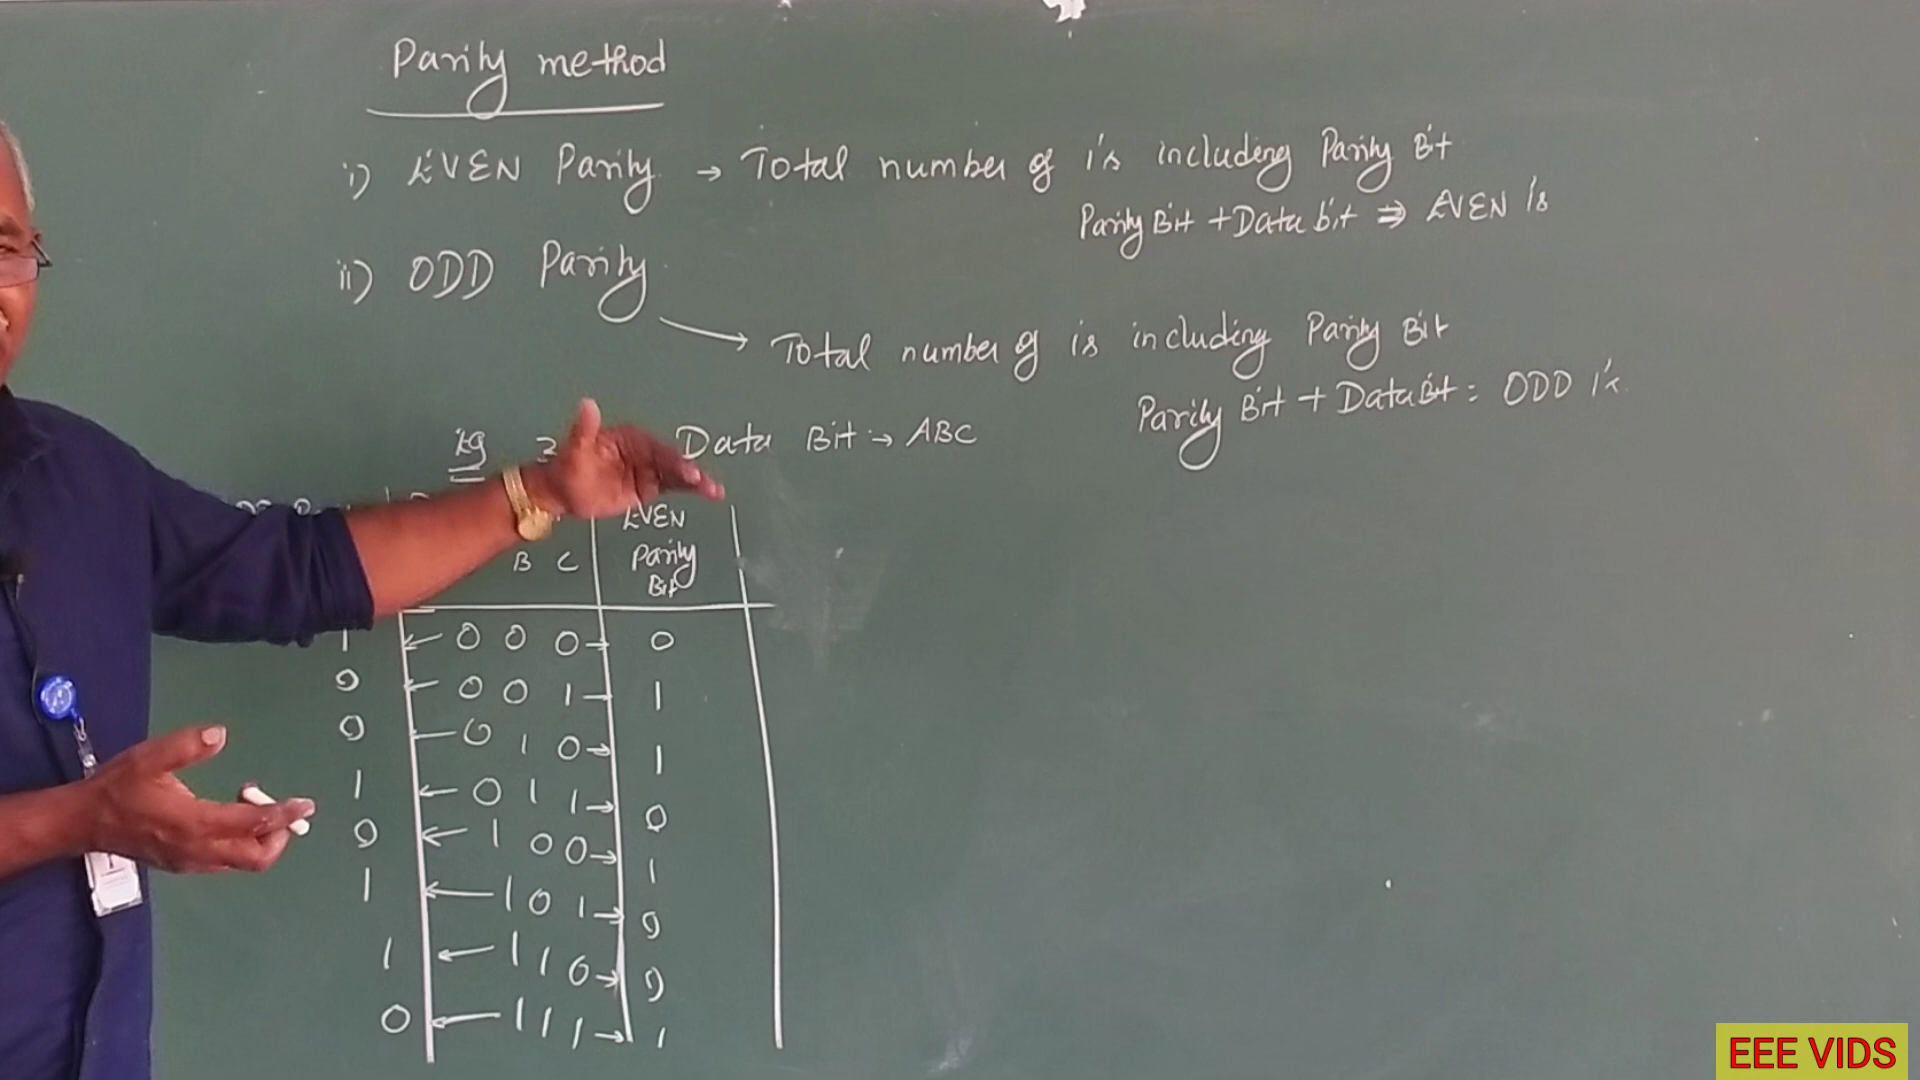 Parity method
i) EVEN Parity → Total number of 1's including Parity Bit
Parity Bit + Data bit ⇒ EVEN 1s
ii) ODD Parity
→ Total number of 1s including Parity Bit
Parity Bit + Data Bit = ODD 1's
Eg 3 Data Bit → ABC
EVEN
B C Parity
Bit
1 ← 0 0 0 → 0
0 ← 0 0 1 → 1
0 ← 0 1 0 → 1
1 ← 0 1 1 → 0
0 ← 1 0 0 → 1
1 ← 1 0 1 → 0
1 ← 1 1 0 → 0
0 ← 1 1 1 → 1
EEE VIDS